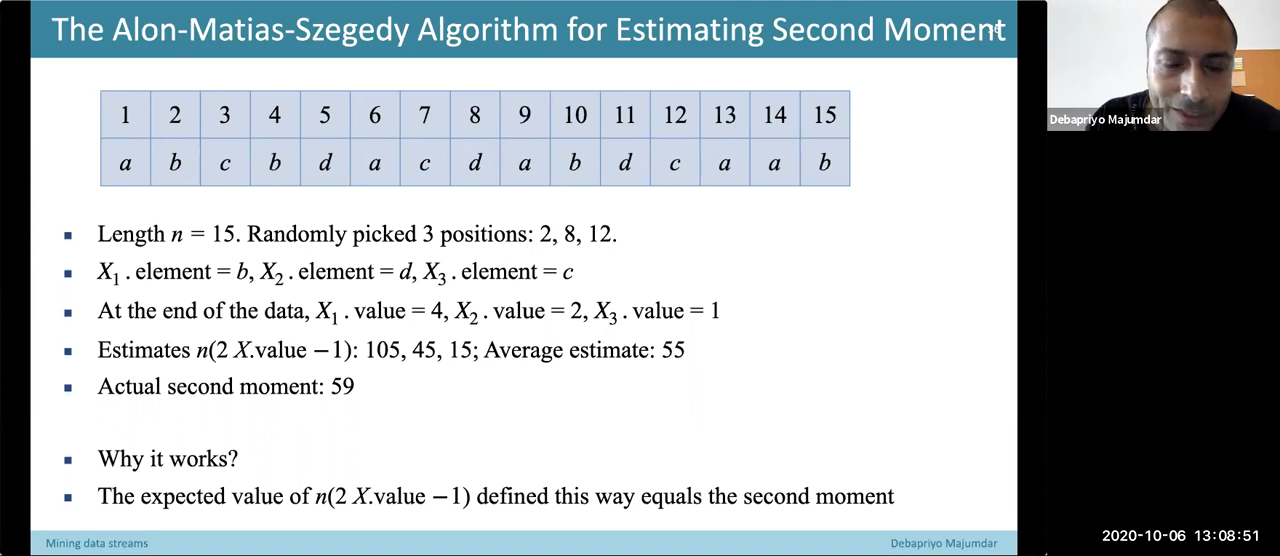 The Alon-Matias-Szegedy Algorithm for Estimating Second Moment
1 2 3 4 5 6 7 8 9 10 11 12 13 14 15
a b c b d a c d a b d c a a b
Length n = 15. Randomly picked 3 positions: 2, 8, 12.
X1 . element = b, X2 . element = d, X3 . element = c
At the end of the data, X1 . value = 4, X2 . value = 2, X3 . value = 1
Estimates n(2 X.value − 1): 105, 45, 15; Average estimate: 55
Actual second moment: 59
Why it works?
The expected value of n(2 X.value − 1) defined this way equals the second moment
Mining data streams
Debapriyo Majumdar
Debapriyo Majumdar
2020-10-06 13:08:51